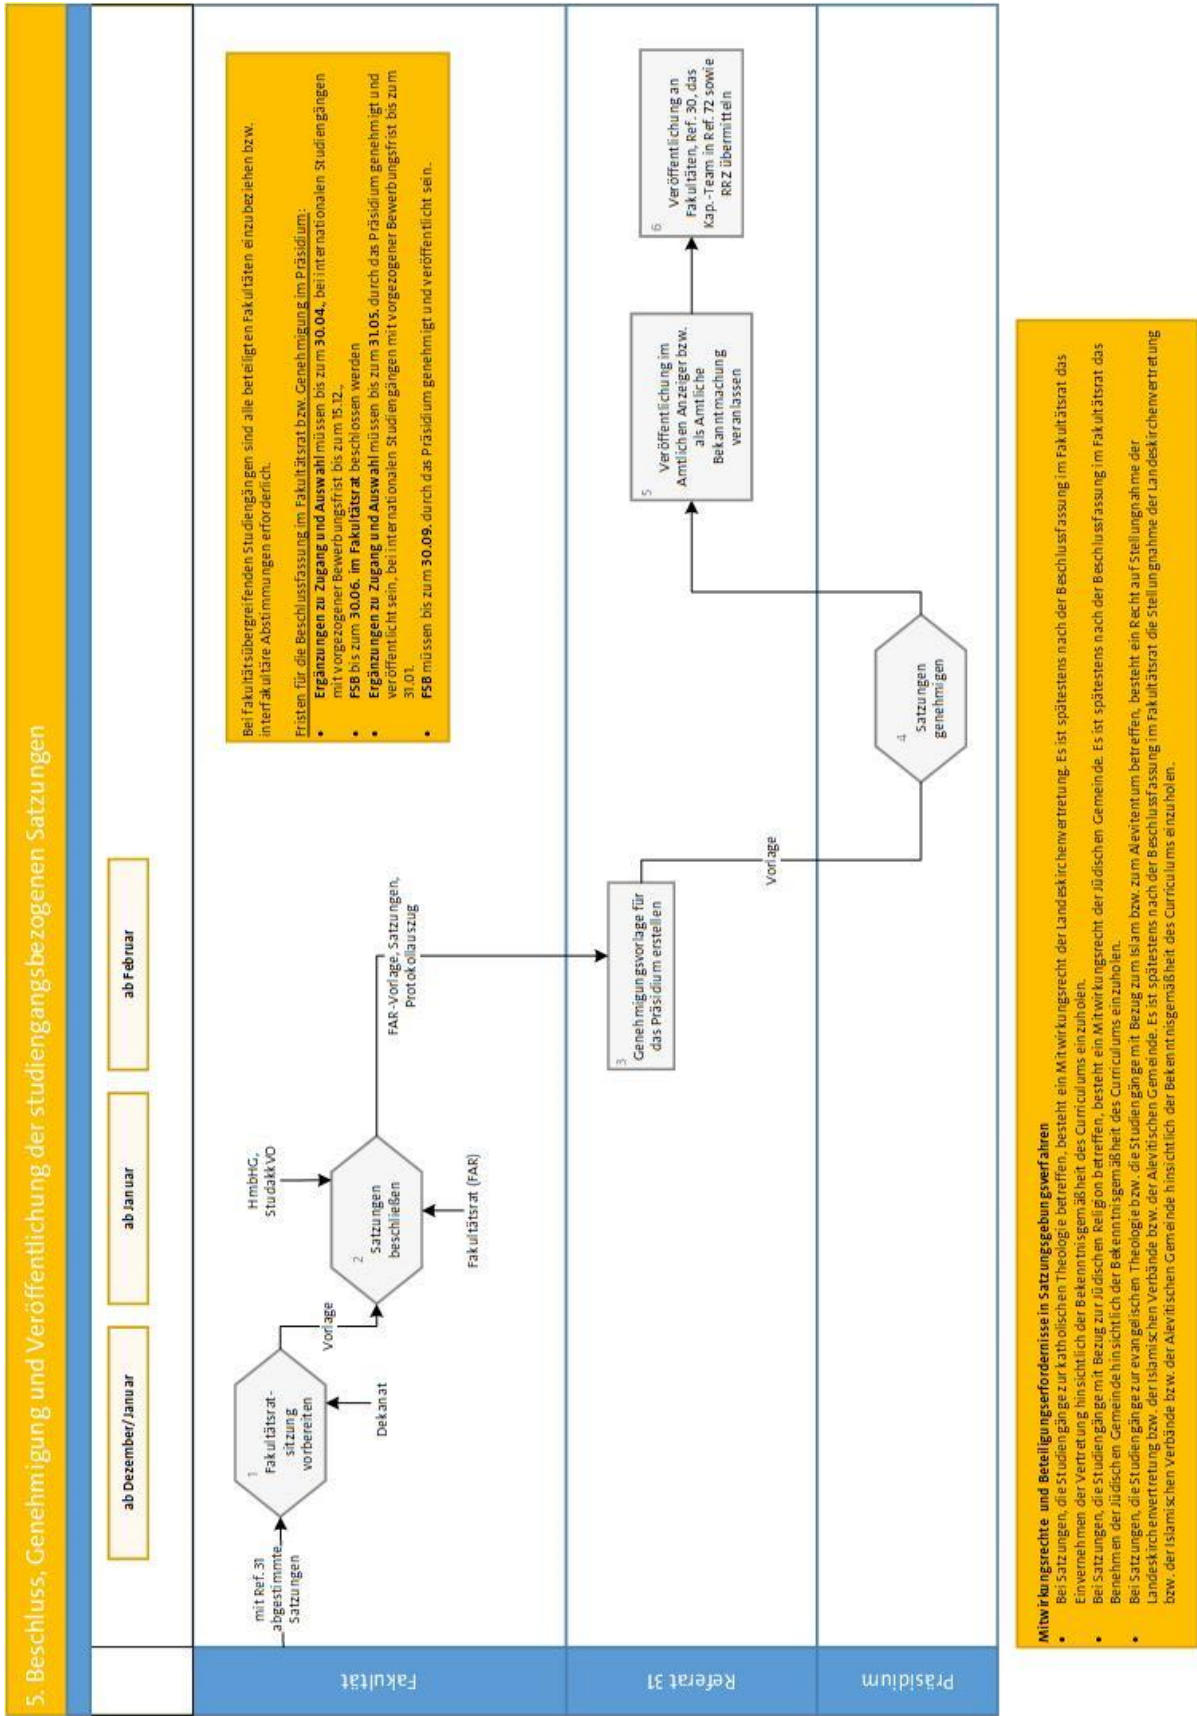 5. Beschluss, Genehmigung und Veröffentlichung der studiengangsbezogenen Satzungen
ab Dezember/Januar
ab Januar
ab Februar
Fakultät
mit Ref. 31
abgestimmte
Satzungen
1
Fakultätsrat-
sitzung
vorbereiten
Dekanat
Vorlage
HmbHG,
StudakkVO
2
Satzungen
beschließen
Fakultätsrat (FAR)
FAR-Vorlage, Satzungen,
Protokollauszug
Bei fakultätsübergreifenden Studiengängen sind alle beteiligten Fakultäten einzubeziehen bzw.
interfakultäre Abstimmungen erforderlich.
Fristen für die Beschlussfassung im Fakultätsrat bzw. Genehmigung im Präsidium:
• Ergänzungen zu Zugang und Auswahl müssen bis zum 30.04., bei internationalen Studiengängen
mit vorgezogener Bewerbungsfrist bis zum 15.12.,
• FSB bis zum 30.06. im Fakultätsrat beschlossen werden
• Ergänzungen zu Zugang und Auswahl müssen bis zum 31.05. durch das Präsidium genehmigt und
veröffentlicht sein, bei internationalen Studiengängen mit vorgezogener Bewerbungsfrist bis zum
31.01.
• FSB müssen bis zum 30.09. durch das Präsidium genehmigt und veröffentlicht sein.
Referat 31
3
Genehmigungsvorlage für
das Präsidium erstellen
Vorlage
5
Veröffentlichung im
Amtlichen Anzeiger bzw.
als Amtliche
Bekanntmachung
veranlassen
6
Veröffentlichung an
Fakultäten, Ref. 30, das
Kap.-Team in Ref. 72 sowie
RRZ übermitteln
Präsidium
4
Satzungen
genehmigen
Mitwirkungsrechte und Beteiligungserfordernisse in Satzungsgebungsverfahren
• Bei Satzungen, die Studiengänge zur katholischen Theologie betreffen, besteht ein Mitwirkungsrecht der Landeskirchenvertretung. Es ist spätestens nach der Beschlussfassung im Fakultätsrat das
Einvernehmen der Vertretung hinsichtlich der Bekenntnisgemäßheit des Curriculums einzuholen.
• Bei Satzungen, die Studiengänge mit Bezug zur Jüdischen Religion betreffen, besteht ein Mitwirkungsrecht der Jüdischen Gemeinde. Es ist spätestens nach der Beschlussfassung im Fakultätsrat das
Benehmen der Jüdischen Gemeinde hinsichtlich der Bekenntnisgemäßheit des Curriculums einzuholen.
• Bei Satzungen, die Studiengänge zur evangelischen Theologie bzw. die Studiengänge mit Bezug zum Islam bzw. zum Alevitentum betreffen, besteht ein Recht auf Stellungnahme der
Landeskirchenvertretung bzw. der Islamischen Verbände bzw. der Alevitischen Gemeinde. Es ist spätestens nach der Beschlussfassung im Fakultätsrat die Stellungnahme der Landeskirchenvertretung
bzw. der Islamischen Verbände bzw. der Alevitischen Gemeinde hinsichtlich der Bekenntnisgemäßheit des Curriculums einzuholen.